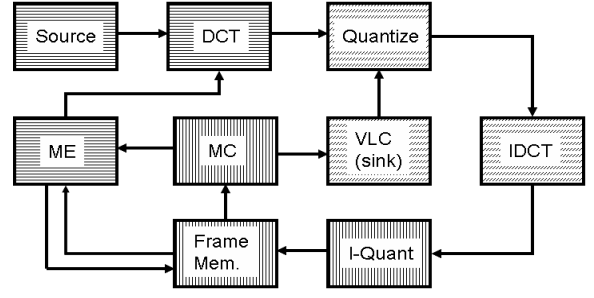 Source
DCT
Quantize
ME
MC
VLC
(sink)
IDCT
Frame
Mem.
I-Quant